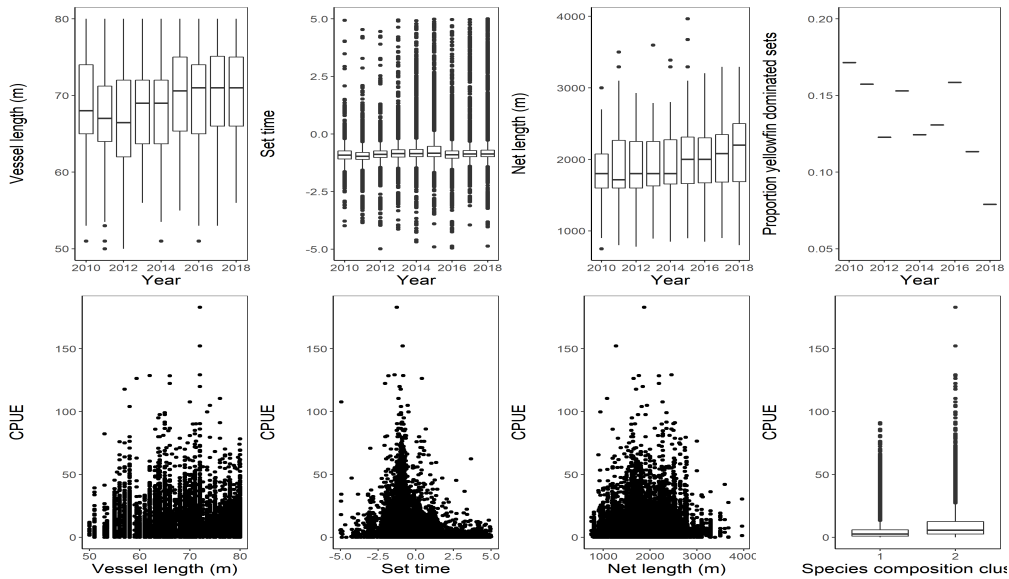 Vessel length (m)
80
70
60
50
2010 2012 2014 2016 2018
Year
Set time
5.0
2.5
0.0
-2.5
-5.0
2010 2012 2014 2016 2018
Year
Net length (m)
4000
3000
2000
1000
2010 2012 2014 2016 2018
Year
Proportion yellowfin dominated sets
0.20
0.15
0.10
0.05
2010 2012 2014 2016 2018
Year
CPUE
150
100
50
0
50 60 70 80
Vessel length (m)
CPUE
150
100
50
0
-5.0 -2.5 0.0 2.5 5.0
Set time
CPUE
150
100
50
0
1000 2000 3000 400
Net length (m)
CPUE
150
100
50
0
1 2
Species composition clus